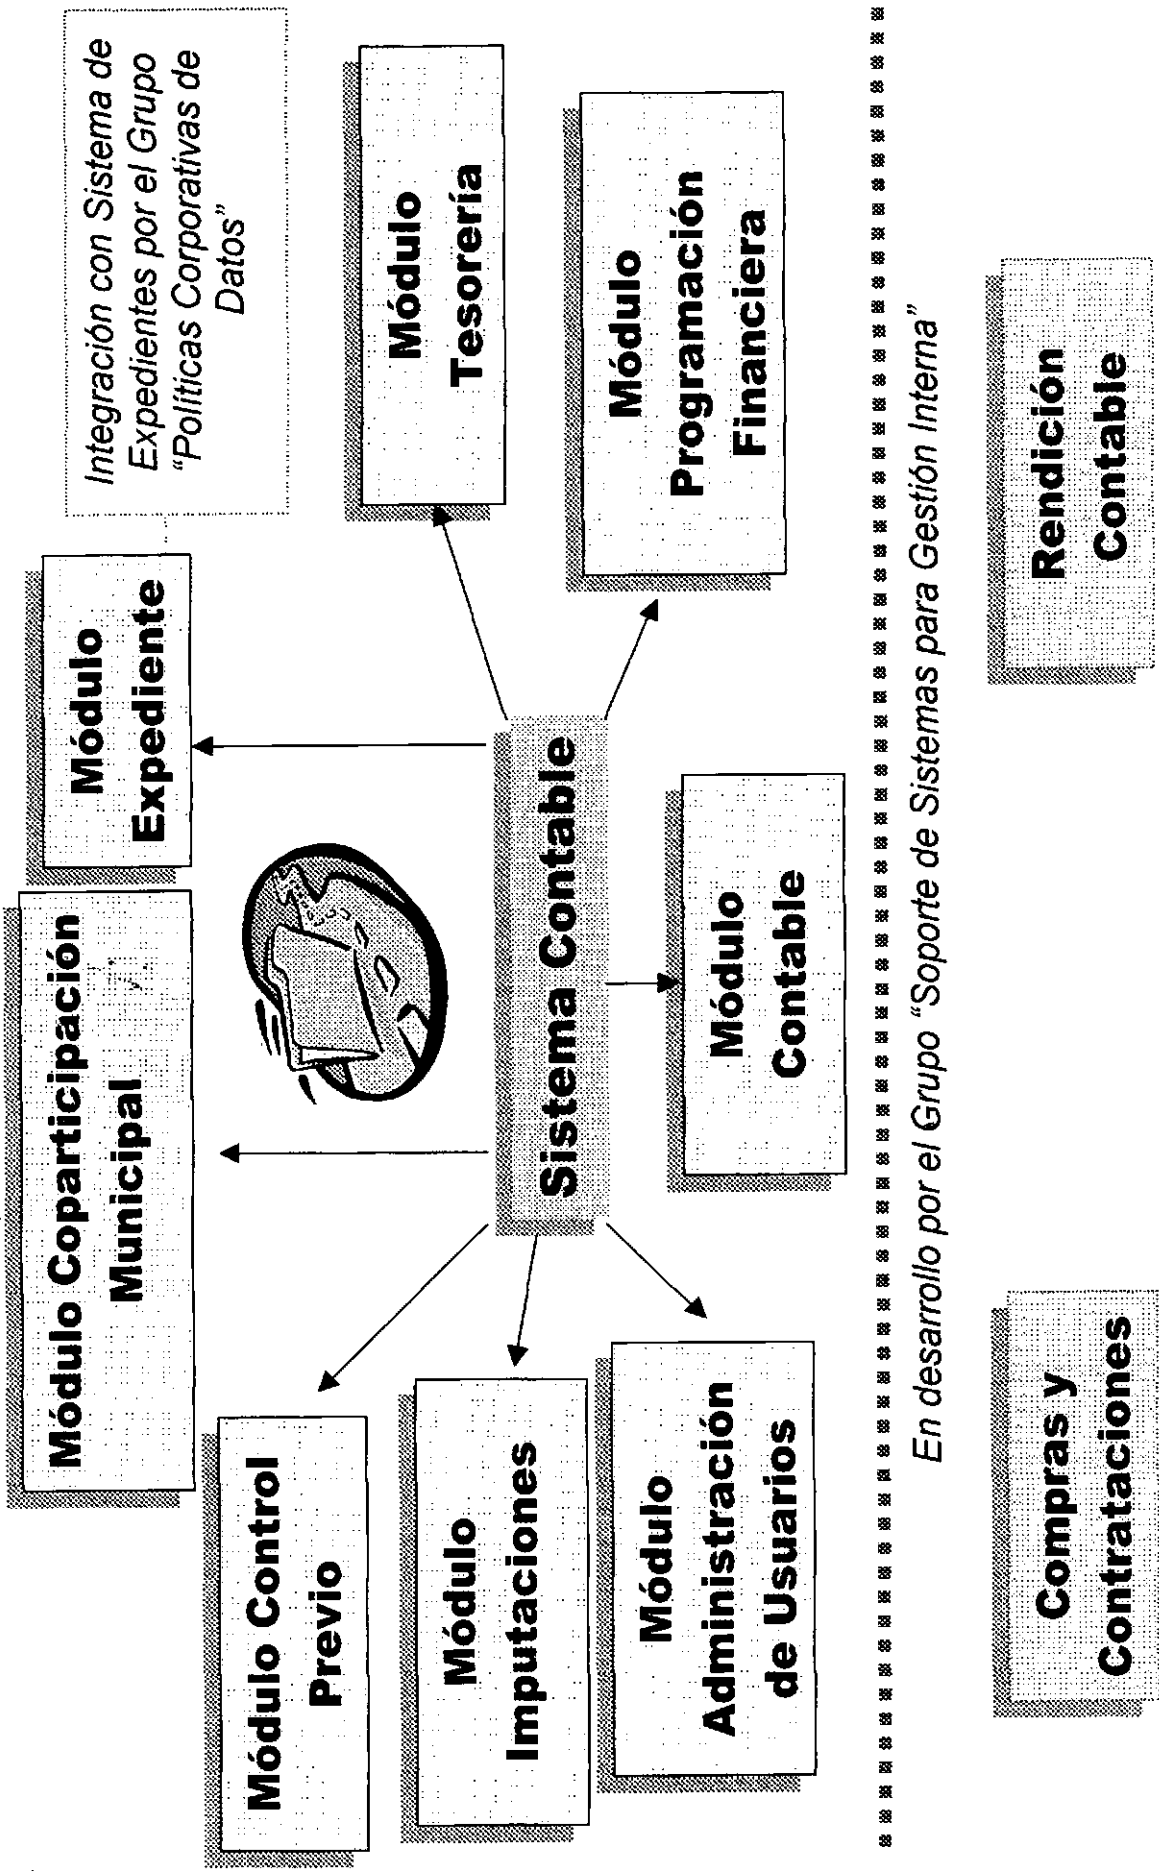 Módulo Coparticipación
Municipal
Módulo
Expediente
Integración con Sistema de
Expedientes por el Grupo
“Políticas Corporativas de
Datos”
Módulo Control
Previo
Módulo
Tesorería
Módulo
Imputaciones
Sistema Contable
Módulo
Programación
Financiera
Módulo
Administración
de Usuarios
Módulo
Contable
En desarrollo por el Grupo “Soporte de Sistemas para Gestión Interna”
Compras y
Contrataciones
Rendición
Contable